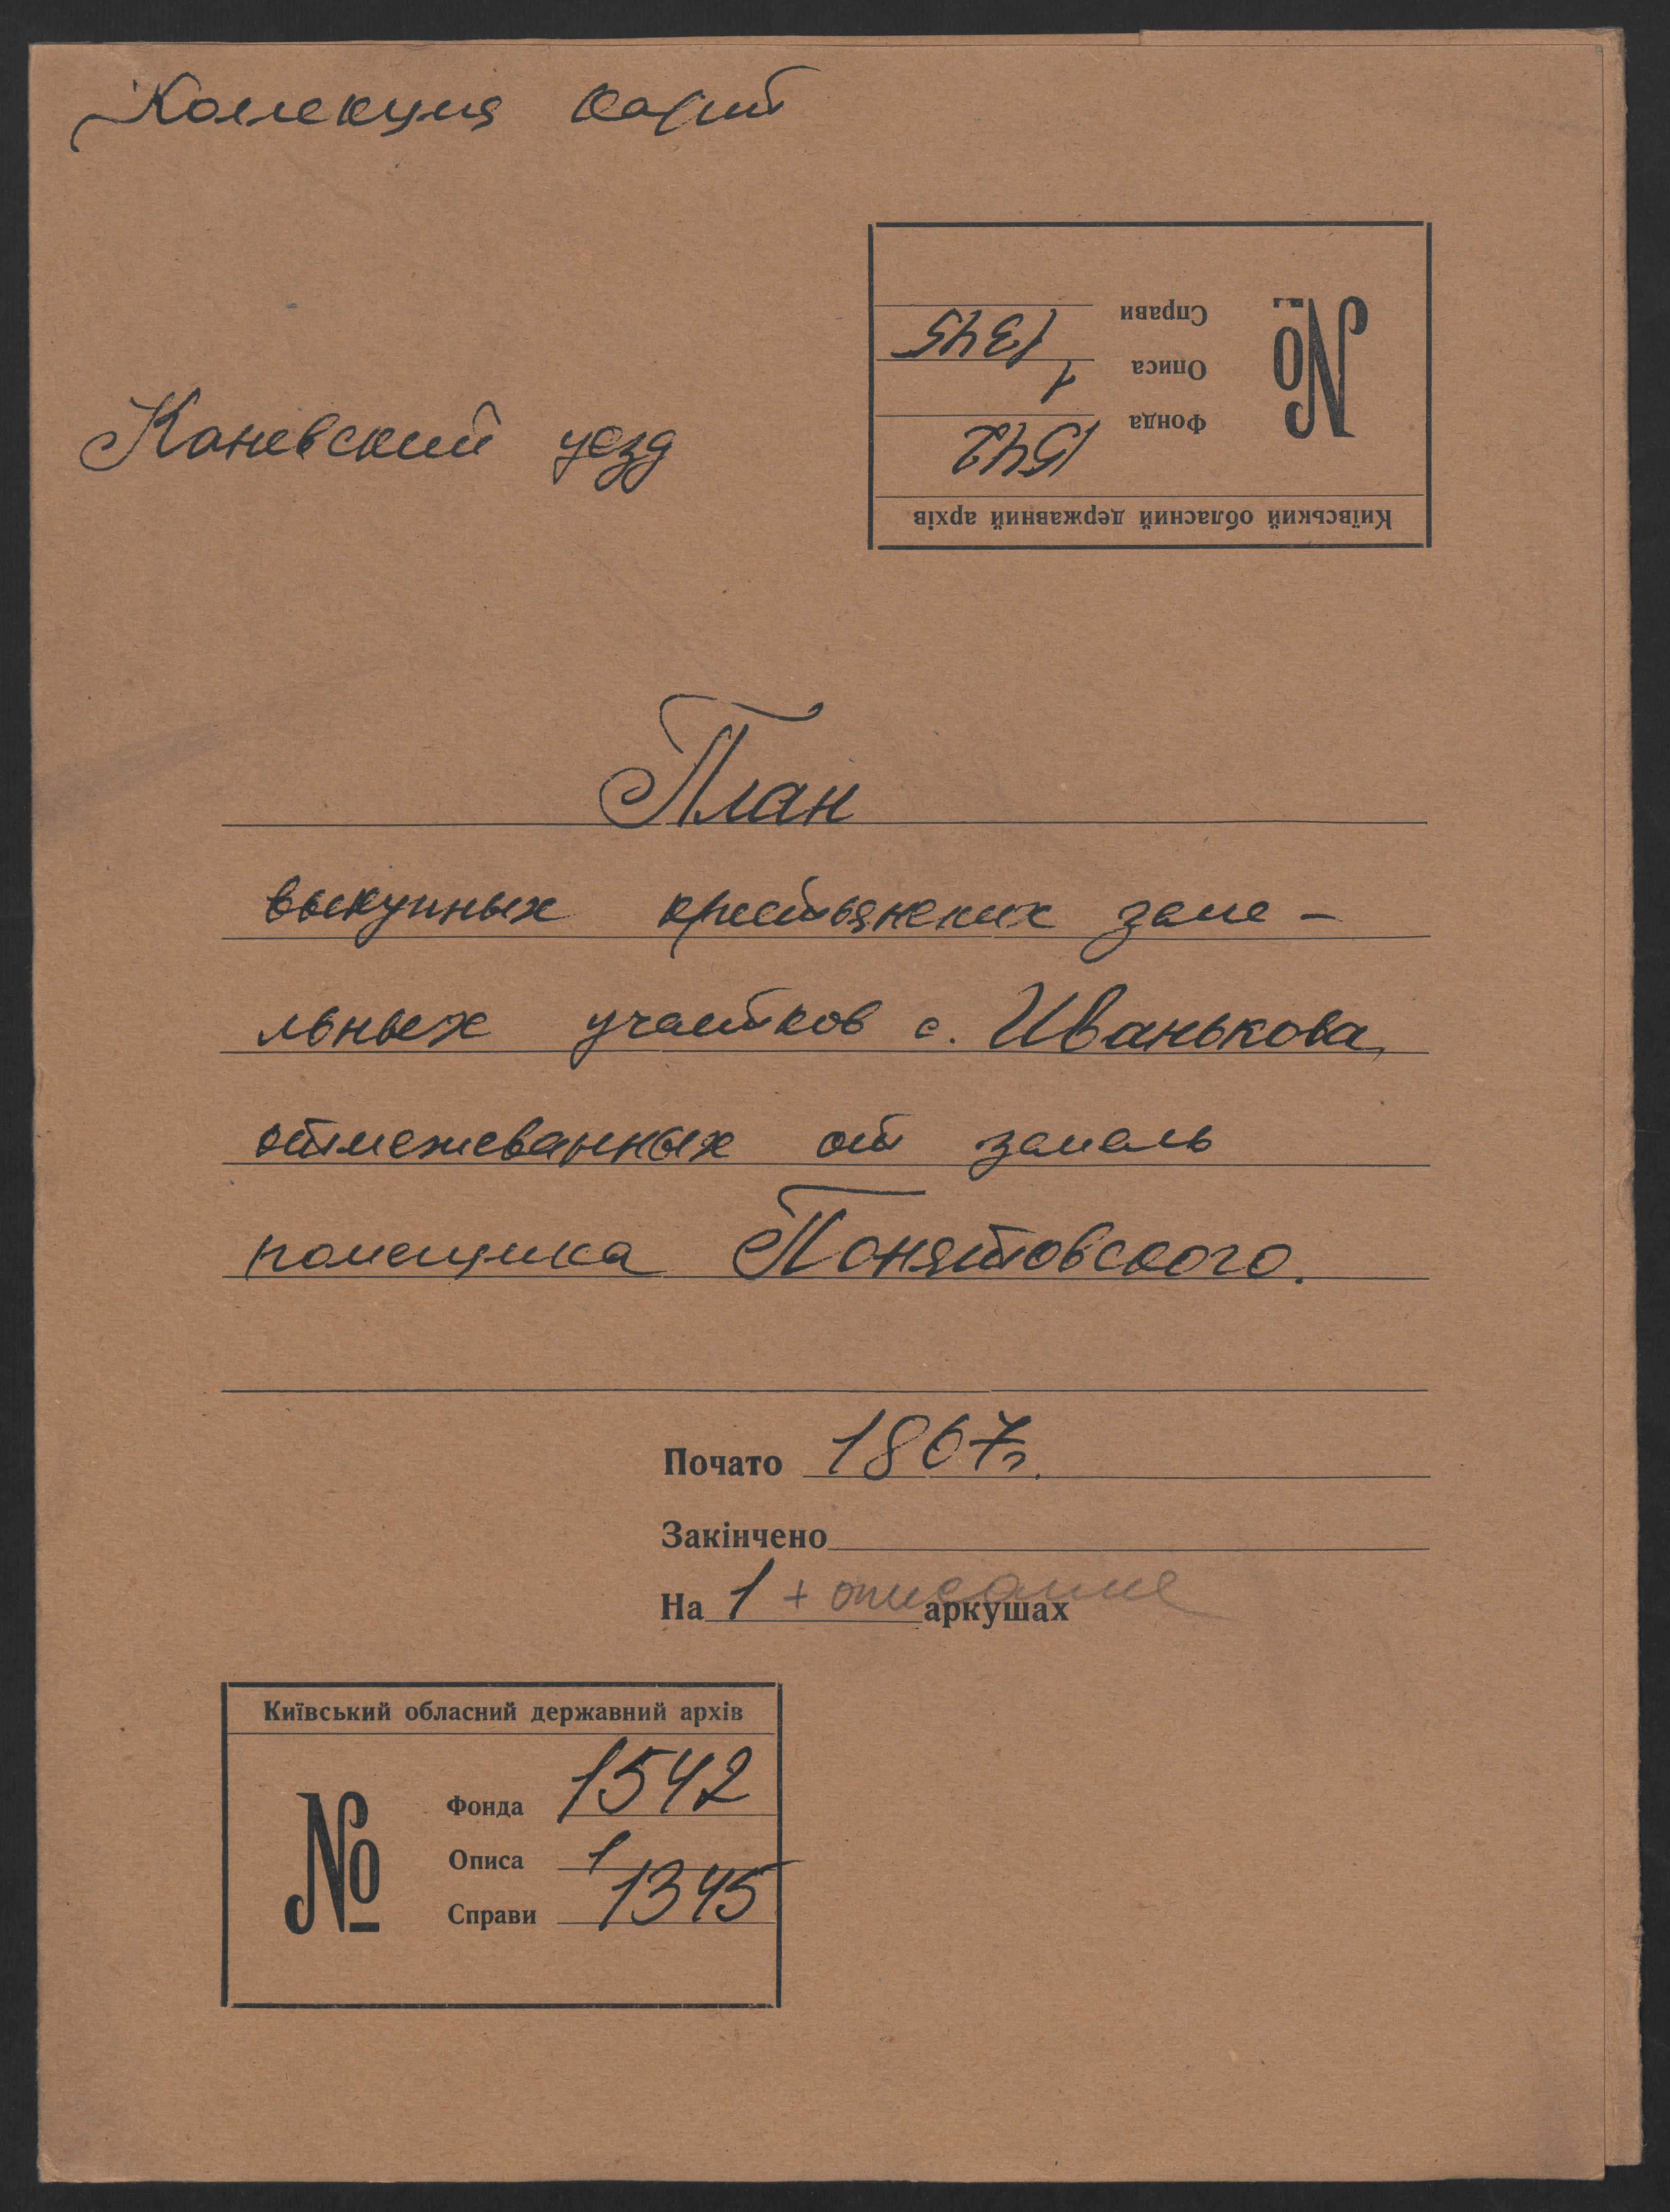 Коллекция карт
Справи 1345
Описа 1
Фонда 1542
№
Київський обласний державний архів
Каневский уезд
План
выкупных крестьянских земе-
льных участков с. Иванькова,
отмежеванных от земель
помещика Понятовского.
Почато 1867г.
Закінчено
На 1 + описание аркушах
Київський обласний державний архів
№
Фонда 1542
Описа 1
Справи 1345